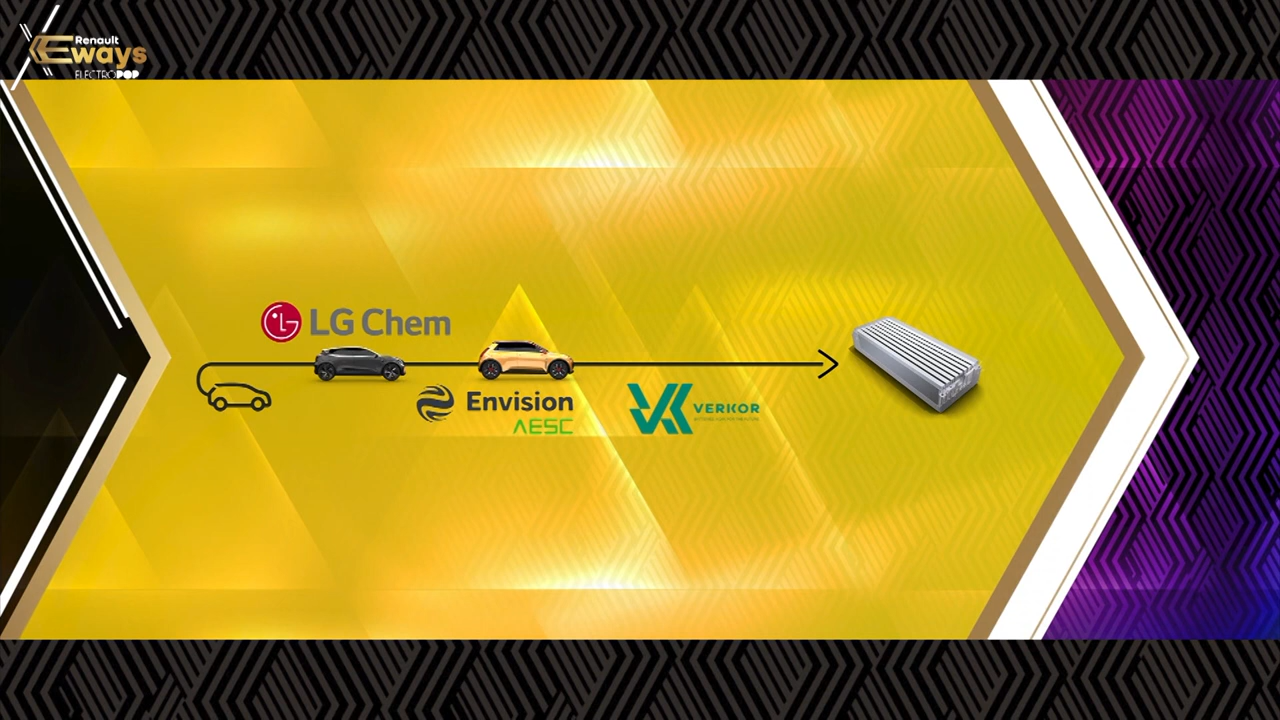 Renault
Eways
ELECTROPOP
LG Chem
Envision
AESC
VERKOR